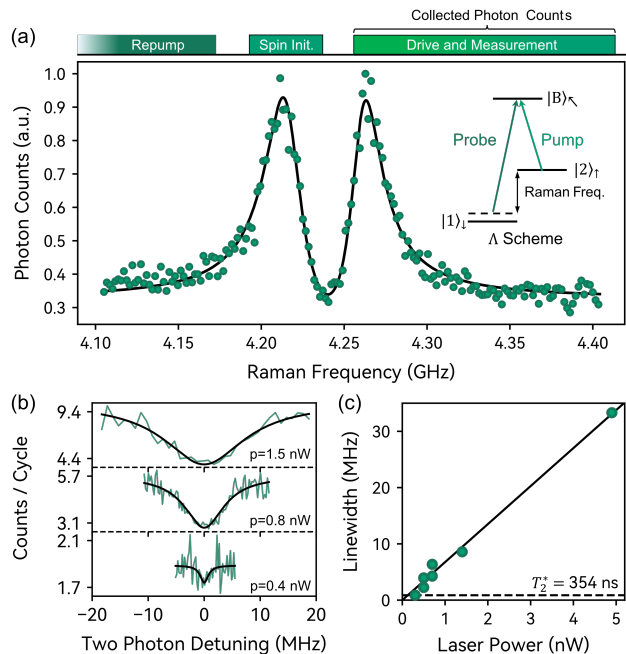 Collected Photon Counts
(a)
Repump
Spin Init.
Drive and Measurement
1.0
0.9
0.8
0.7
0.6
0.5
0.4
0.3
Photon Counts (a.u.)
|B⟩
Probe
Pump
|2⟩↑
Raman Freq.
|1⟩↓
Λ Scheme
4.10
4.15
4.20
4.25
4.30
4.35
4.40
Raman Frequency (GHz)
(b)
9.4
4.4
5.7
3.1
2.1
1.7
Counts / Cycle
p=1.5 nW
p=0.8 nW
p=0.4 nW
−20
−10
0
10
20
Two Photon Detuning (MHz)
(c)
30
20
10
0
Linewidth (MHz)
T₂* = 354 ns
0
1
2
3
4
5
Laser Power (nW)